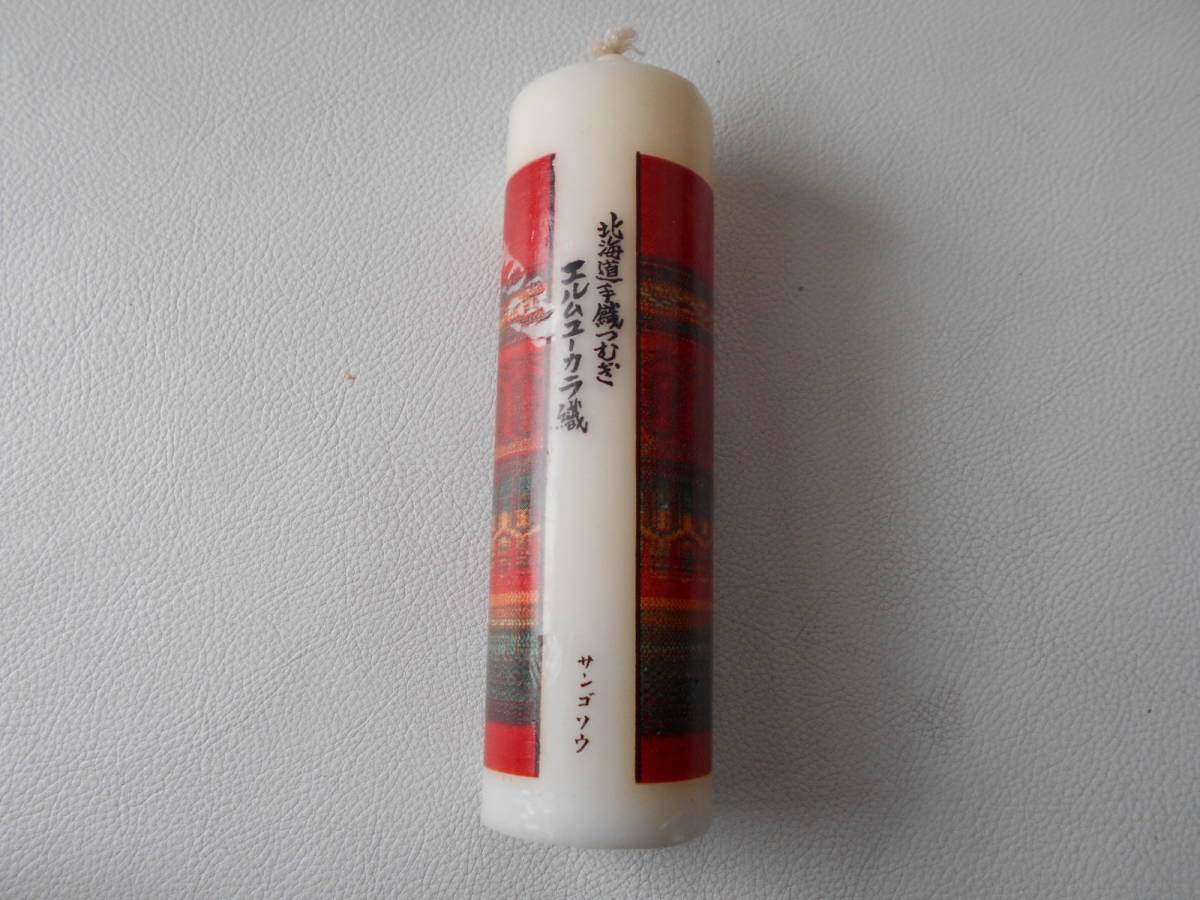 北海道手織つむぎ
エルムユーカラ織
サンゴソウ